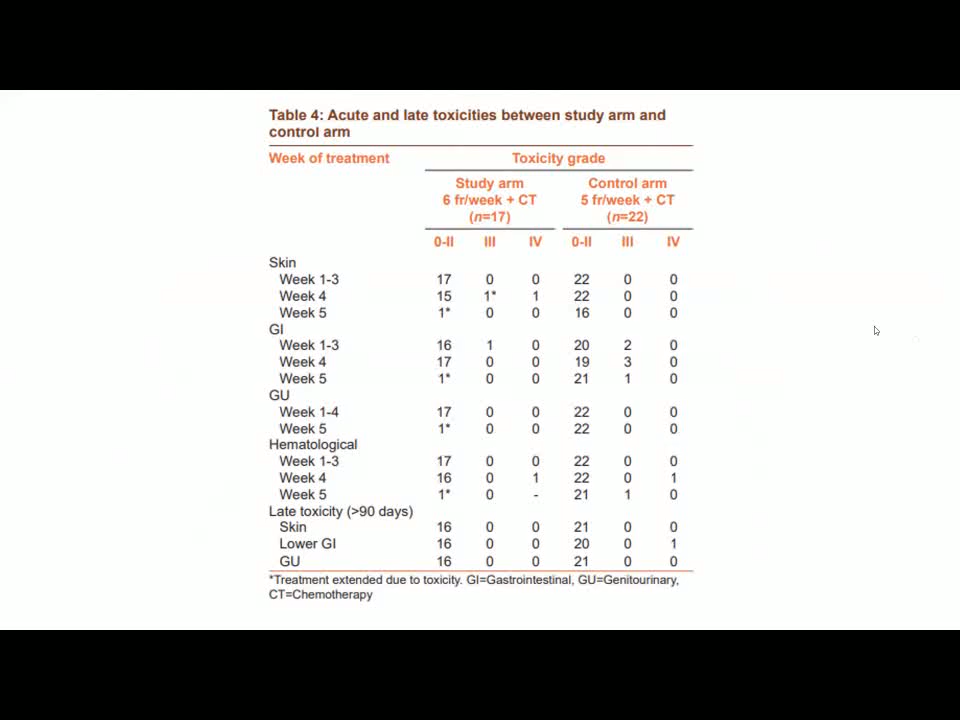 Table 4: Acute and late toxicities between study arm and
control arm
Week of treatment Toxicity grade
Study arm Control arm
6 fr/week + CT 5 fr/week + CT
(n=17) (n=22)
0-II III IV 0-II III IV
Skin
Week 1-3 17 0 0 22 0 0
Week 4 15 1* 1 22 0 0
Week 5 1* 0 0 16 0 0
GI
Week 1-3 16 1 0 20 2 0
Week 4 17 0 0 19 3 0
Week 5 1* 0 0 21 1 0
GU
Week 1-4 17 0 0 22 0 0
Week 5 1* 0 0 22 0 0
Hematological
Week 1-3 17 0 0 22 0 0
Week 4 16 0 1 22 0 1
Week 5 1* 0 - 21 1 0
Late toxicity (>90 days)
Skin 16 0 0 21 0 0
Lower GI 16 0 0 20 0 1
GU 16 0 0 21 0 0
*Treatment extended due to toxicity. GI=Gastrointestinal, GU=Genitourinary,
CT=Chemotherapy